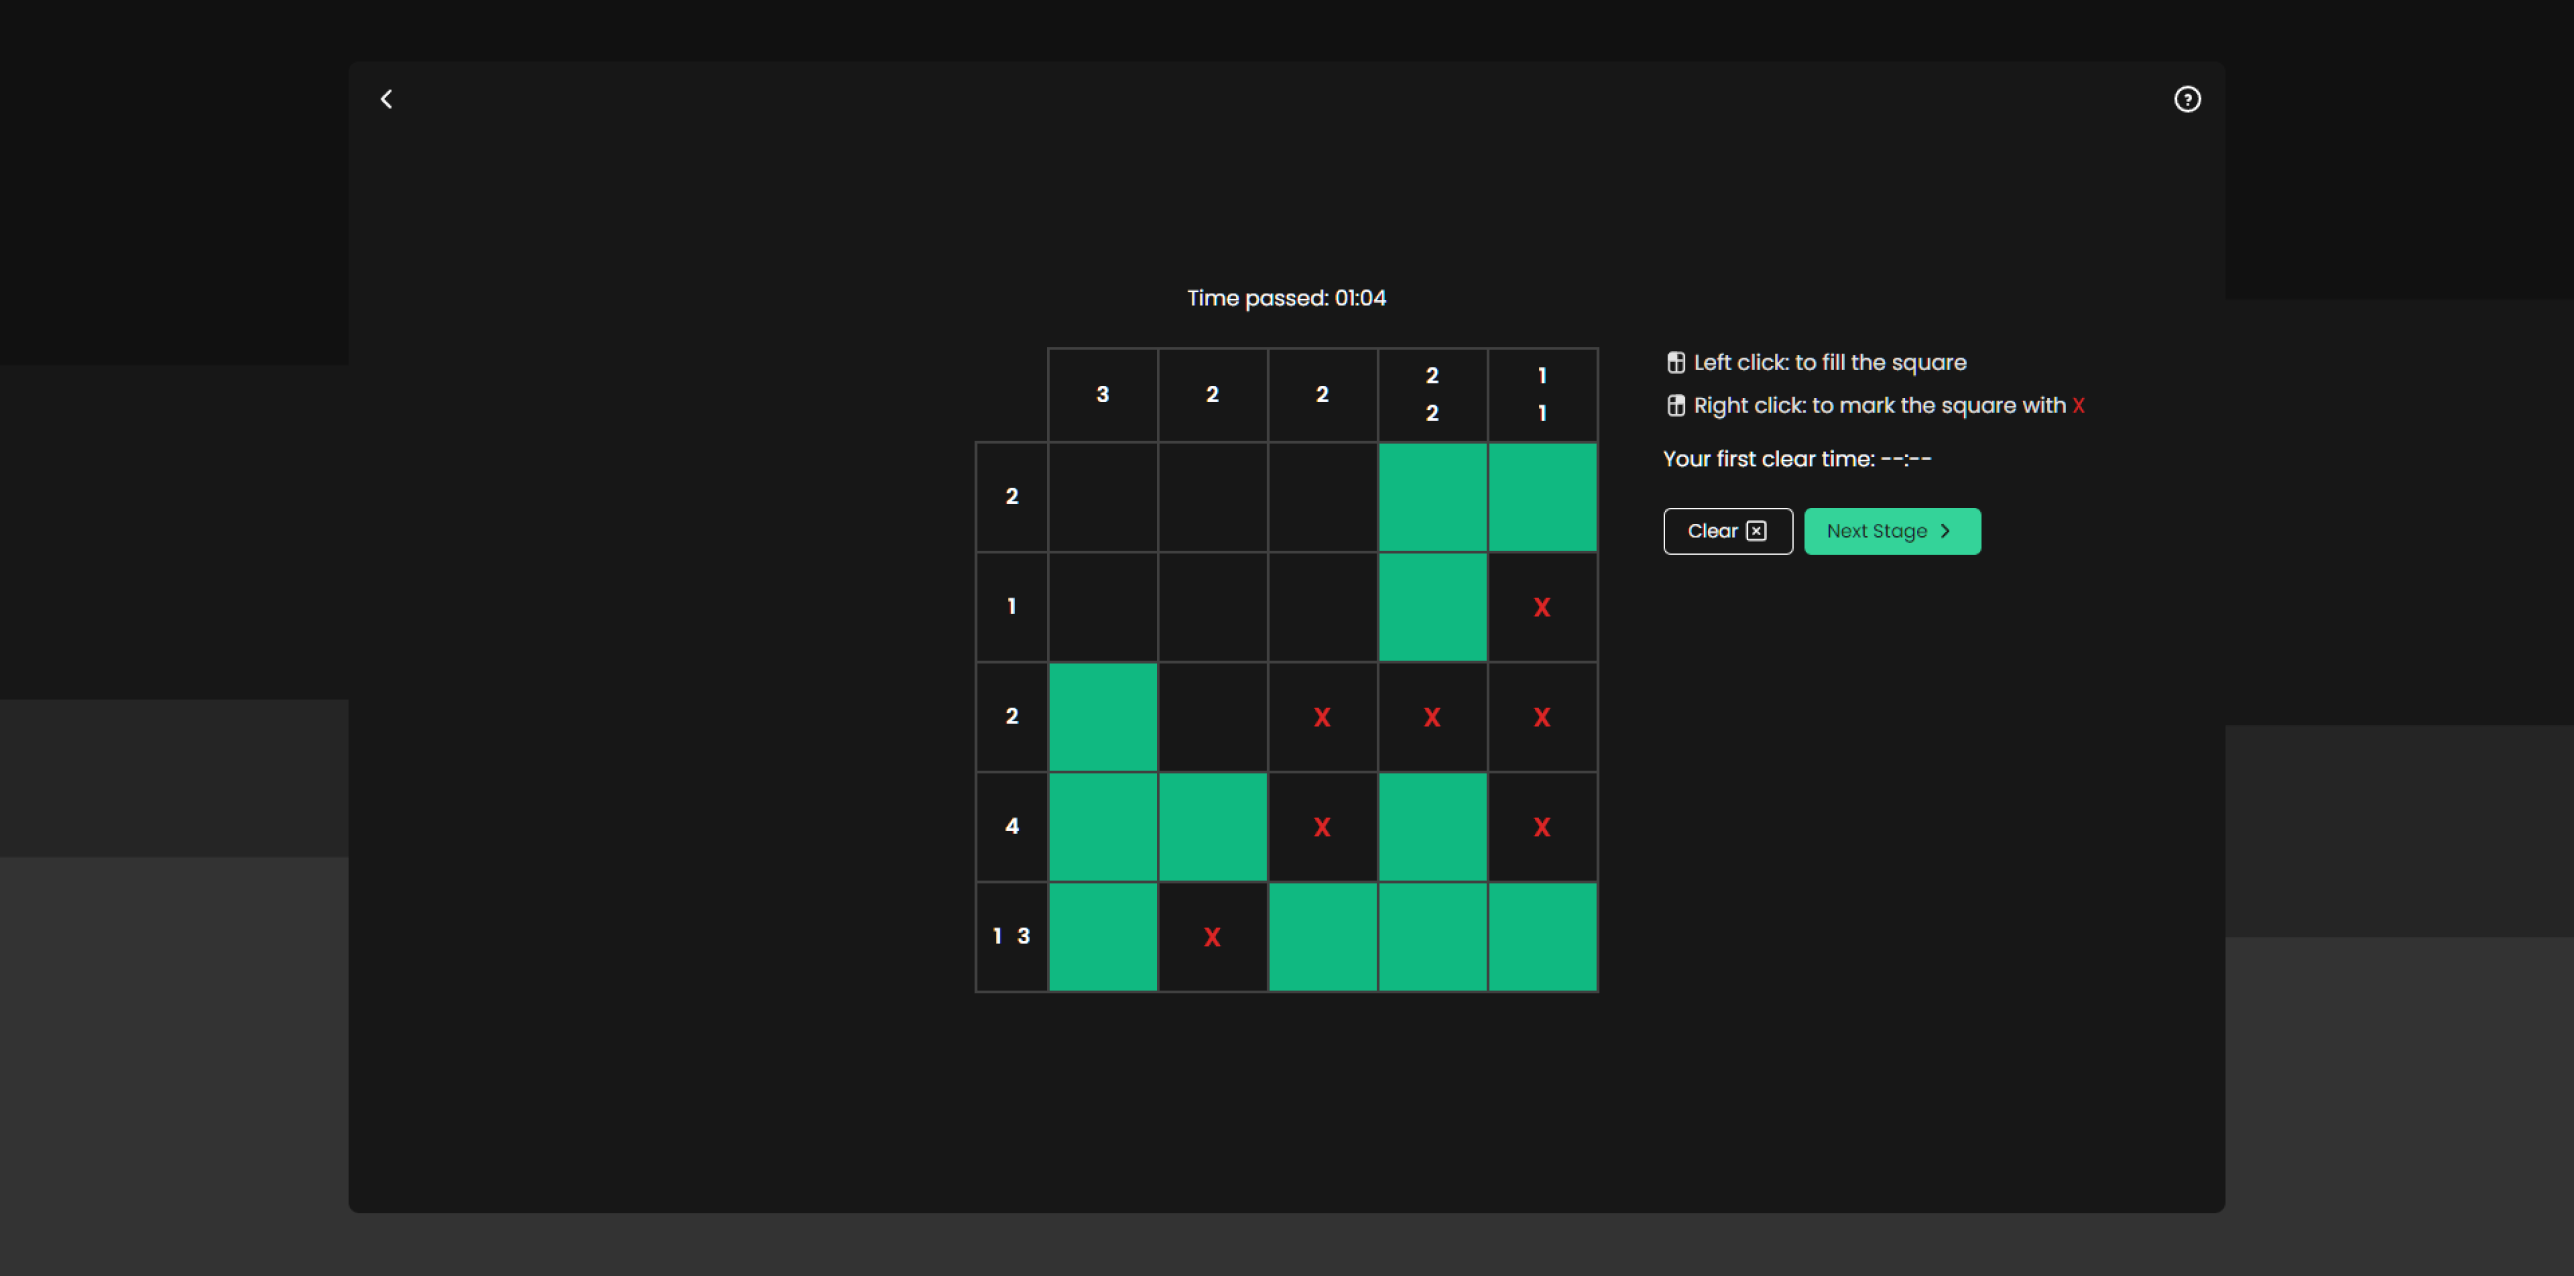 Time passed: 01:04
3 2 2 2 1
2 1
2
1
X
2 X X X
4 X X
1 3 X
Left click: to fill the square
Right click: to mark the square with X
Your first clear time: --:--
Clear
Next Stage